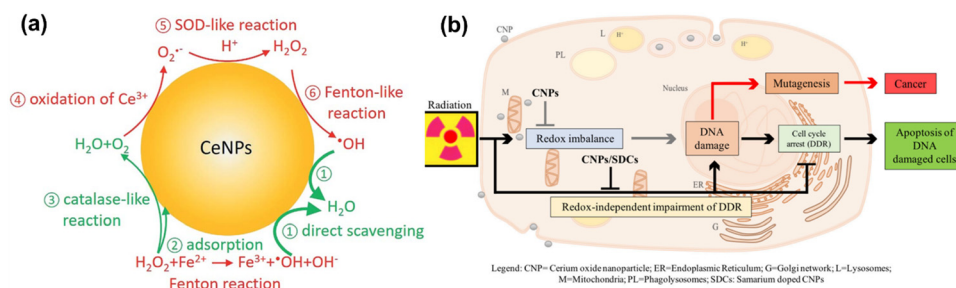 (a)
⑤ SOD-like reaction
O₂•- H⁺ H₂O₂
④ oxidation of Ce³⁺
⑥ Fenton-like
reaction
CeNPs
H₂O+O₂
•OH
①
H₂O
③ catalase-like
reaction
② adsorption
① direct scavenging
H₂O₂+Fe²⁺ → Fe³⁺+•OH+OH⁻
Fenton reaction
(b)
CNP
L
H⁺
H⁺
PL
M
CNPs
Nucleus
Mutagenesis
Cancer
Radiation
Redox imbalance
DNA
damage
Cell cycle
arrest (DDR)
Apoptosis of
DNA
damaged cells
CNPs/SDCs
ER
Redox-independent impairment of DDR
G
Legend: CNP= Cerium oxide nanoparticle; ER=Endoplasmic Reticulum; G=Golgi network; L=Lysosomes;
M=Mitochondria; PL=Phagolysosomes; SDCs: Samarium doped CNPs